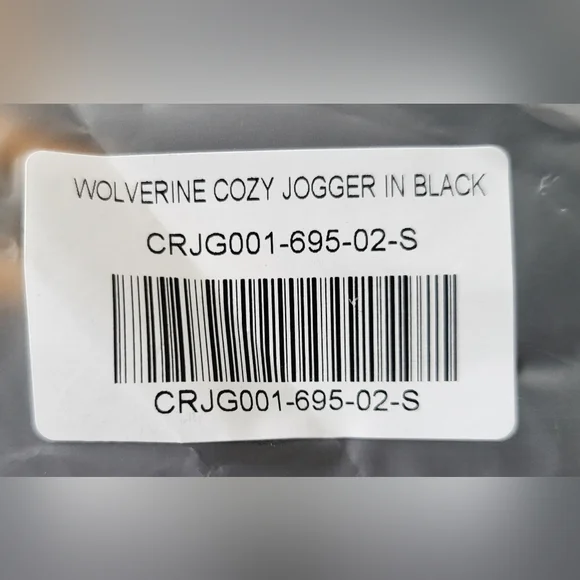 WOLVERINE COZY JOGGER IN BLACK
CRJG001-695-02-S
CRJG001-695-02-S